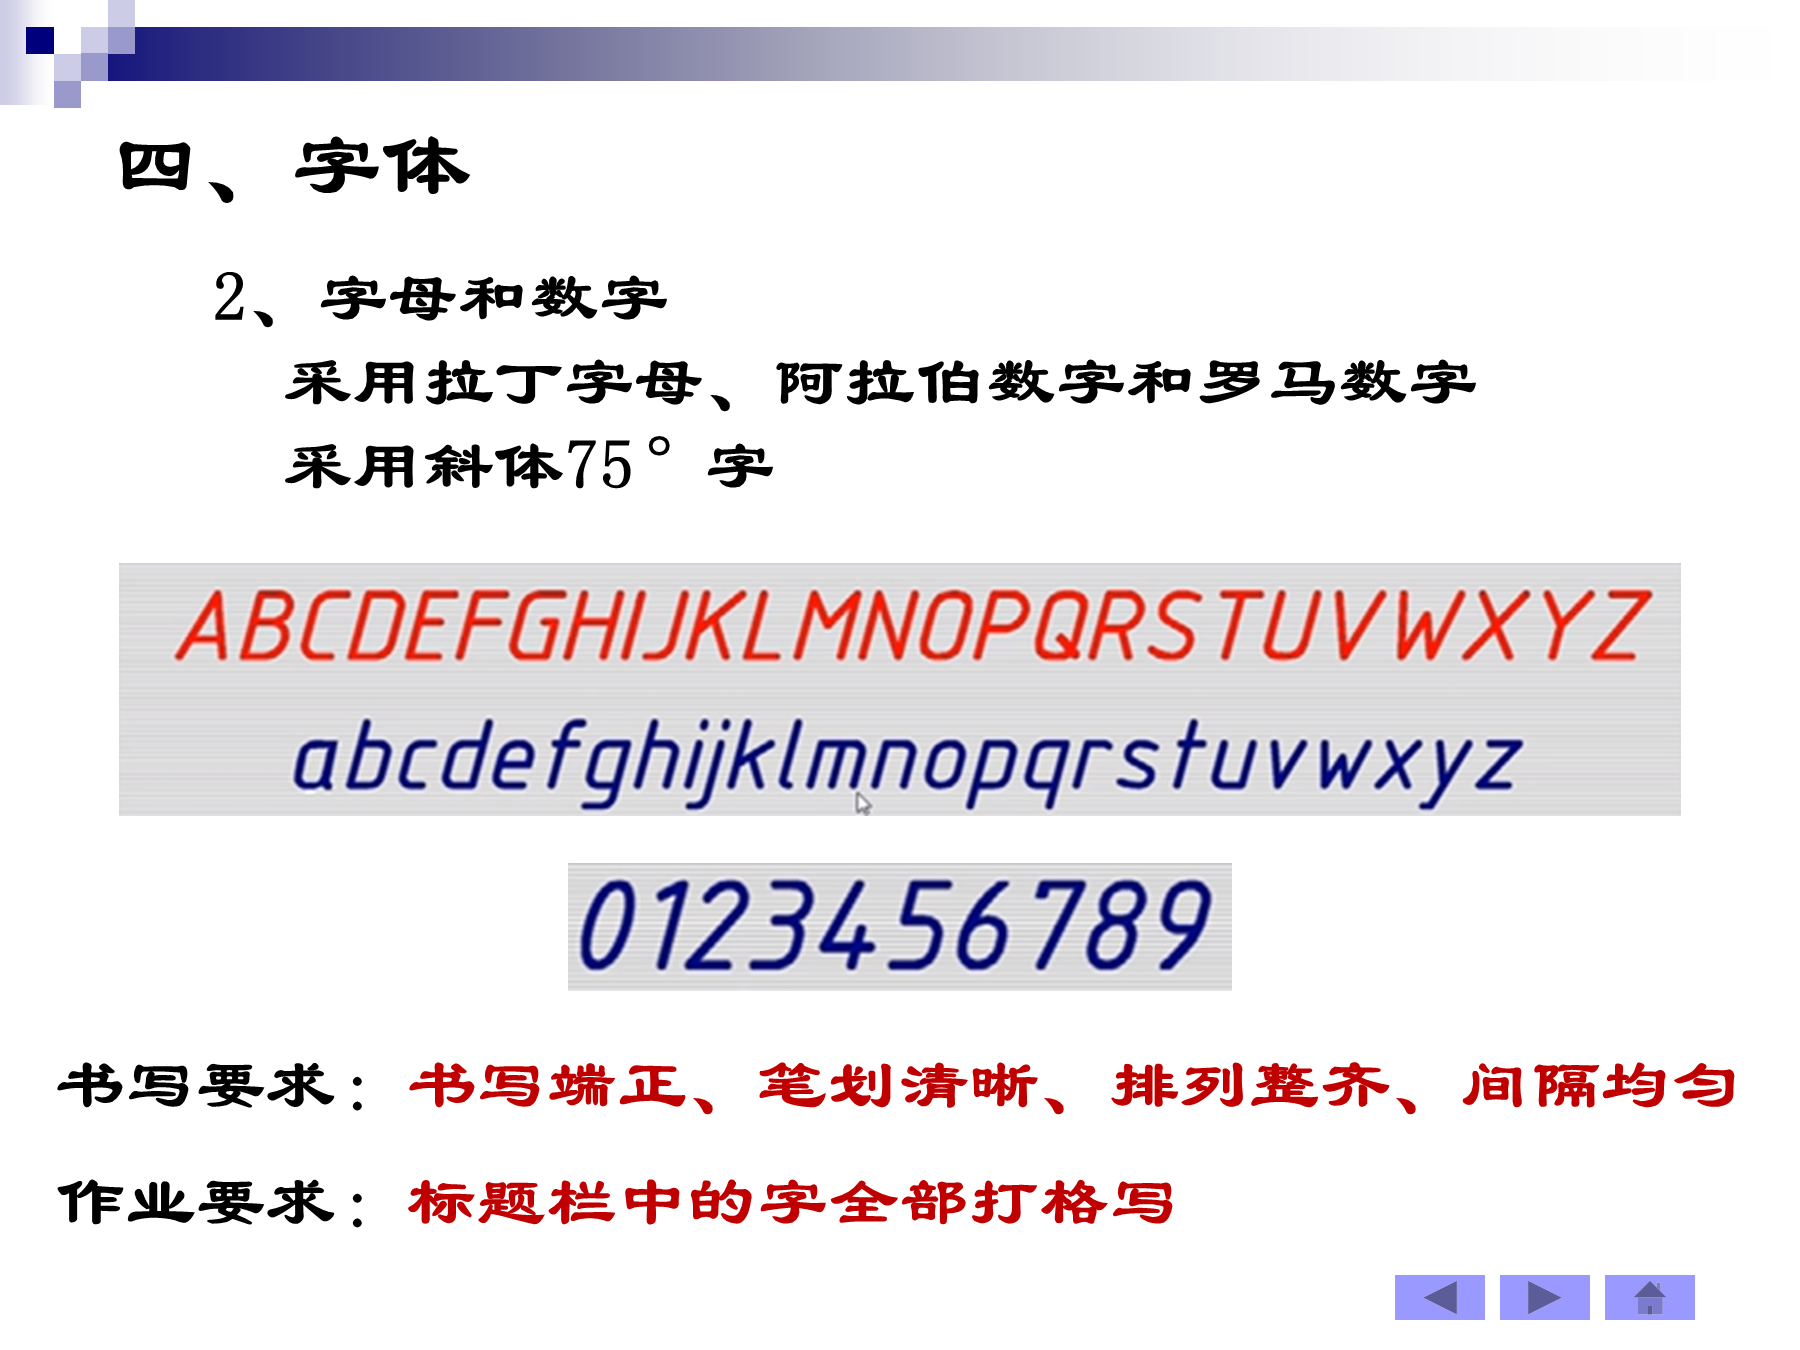 四、字体
2、字母和数字
采用拉丁字母、阿拉伯数字和罗马数字
采用斜体75°字
ABCDEFGHIJKLMNOPQRSTUVWXYZ
abcdefghijklmnopqrstuvwxyz
0123456789
书写要求：书写端正、笔划清晰、排列整齐、间隔均匀
作业要求：标题栏中的字全部打格写